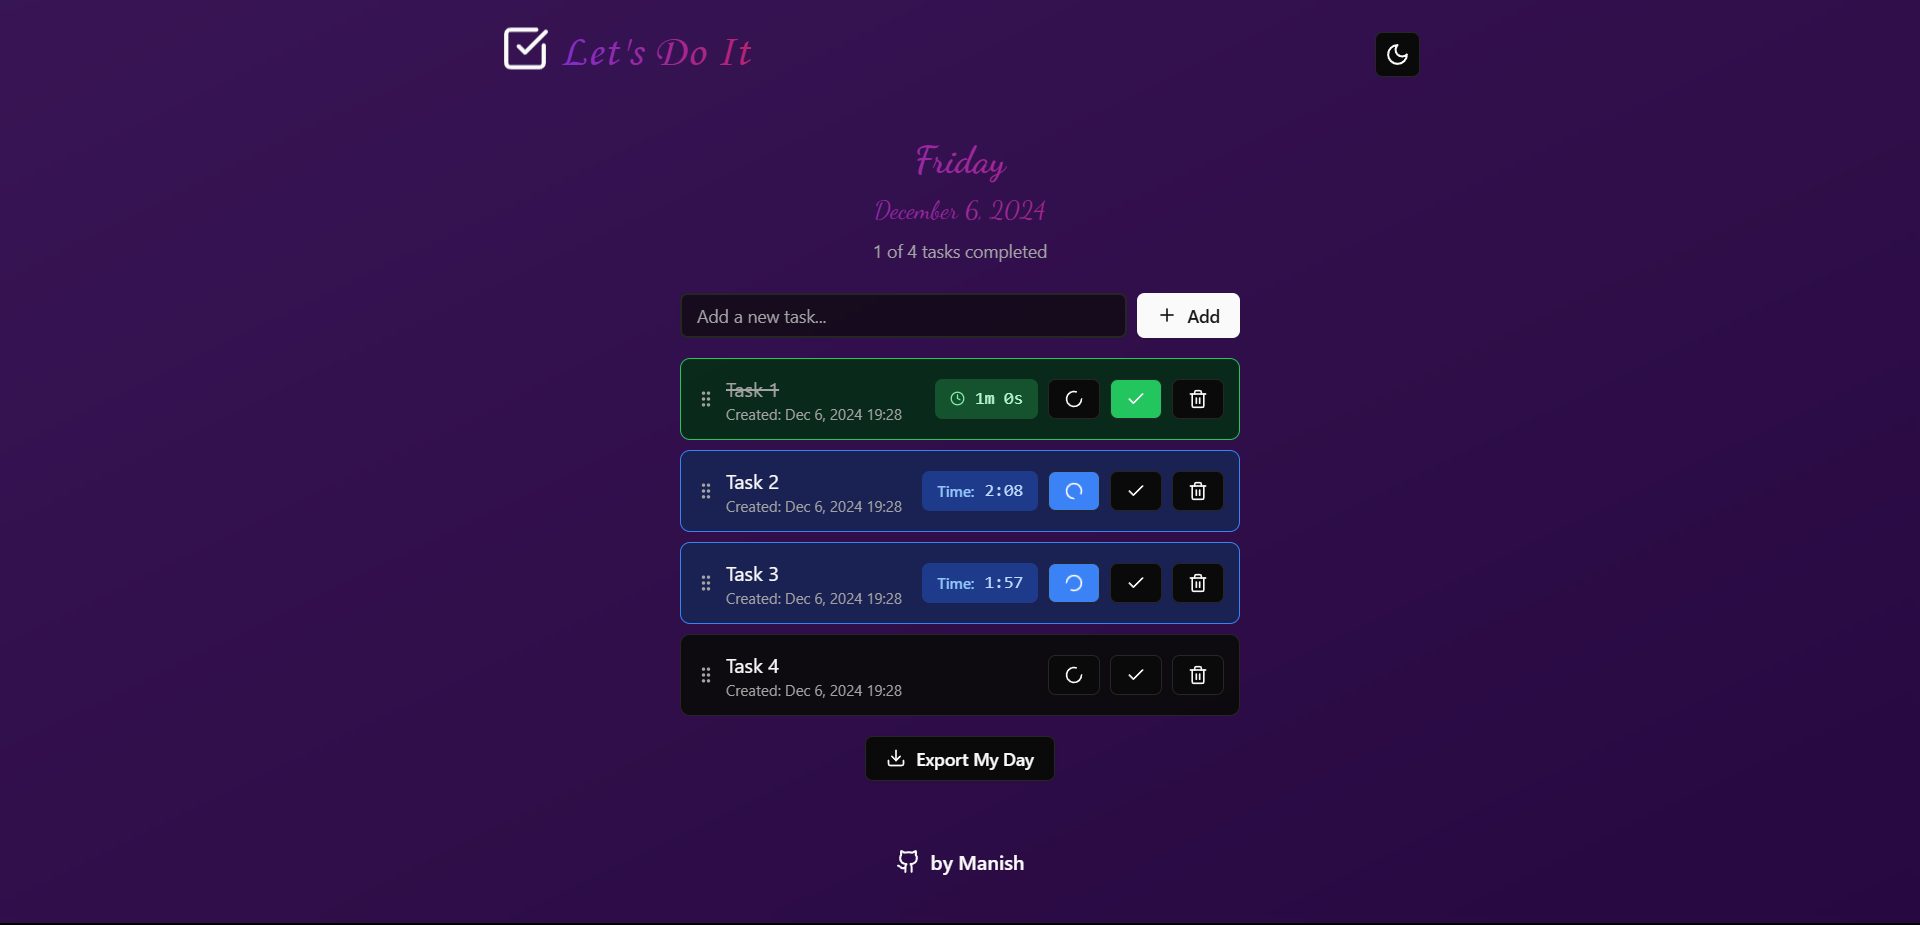 Let's Do It
Friday
December 6, 2024
1 of 4 tasks completed
Add a new task...
Add
Task 1
Created: Dec 6, 2024 19:28
1m 0s
Task 2
Created: Dec 6, 2024 19:28
Time: 2:08
Task 3
Created: Dec 6, 2024 19:28
Time: 1:57
Task 4
Created: Dec 6, 2024 19:28
Export My Day
by Manish